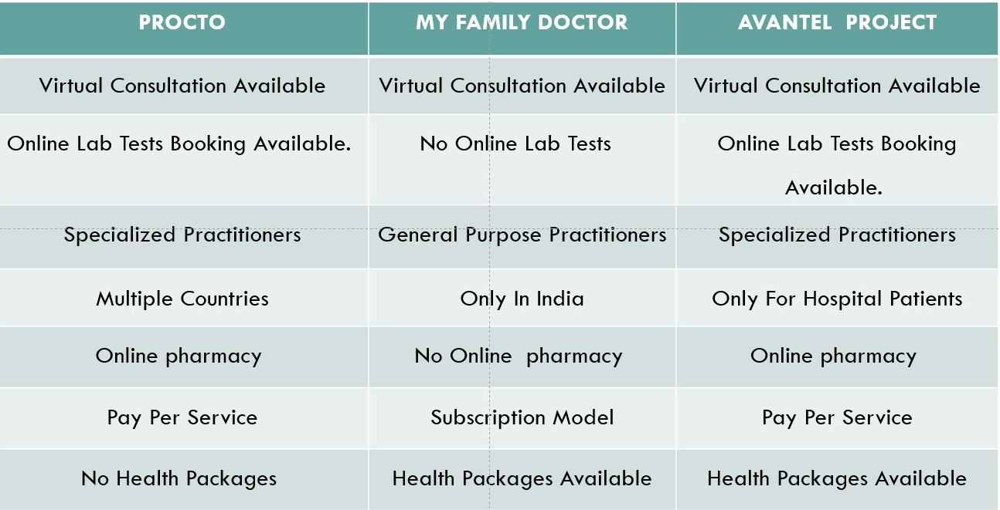 PROCTO MY FAMILY DOCTOR AVANTEL PROJECT
Virtual Consultation Available Virtual Consultation Available Virtual Consultation Available
Online Lab Tests Booking Available. No Online Lab Tests Online Lab Tests Booking
Available.
Specialized Practitioners General Purpose Practitioners Specialized Practitioners
Multiple Countries Only In India Only For Hospital Patients
Online pharmacy No Online pharmacy Online pharmacy
Pay Per Service Subscription Model Pay Per Service
No Health Packages Health Packages Available Health Packages Available